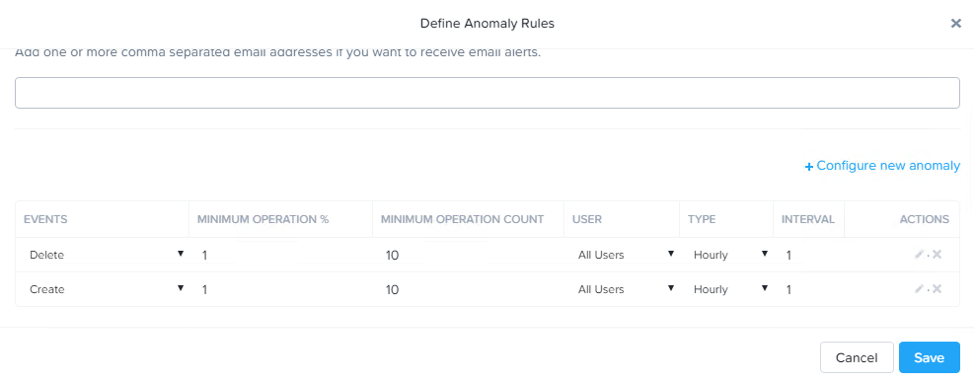 Define Anomaly Rules
Add one or more comma separated email addresses if you want to receive email alerts.
+ Configure new anomaly
EVENTS MINIMUM OPERATION % MINIMUM OPERATION COUNT USER TYPE INTERVAL ACTIONS
Delete 1 10 All Users Hourly 1
Create 1 10 All Users Hourly 1
Cancel Save